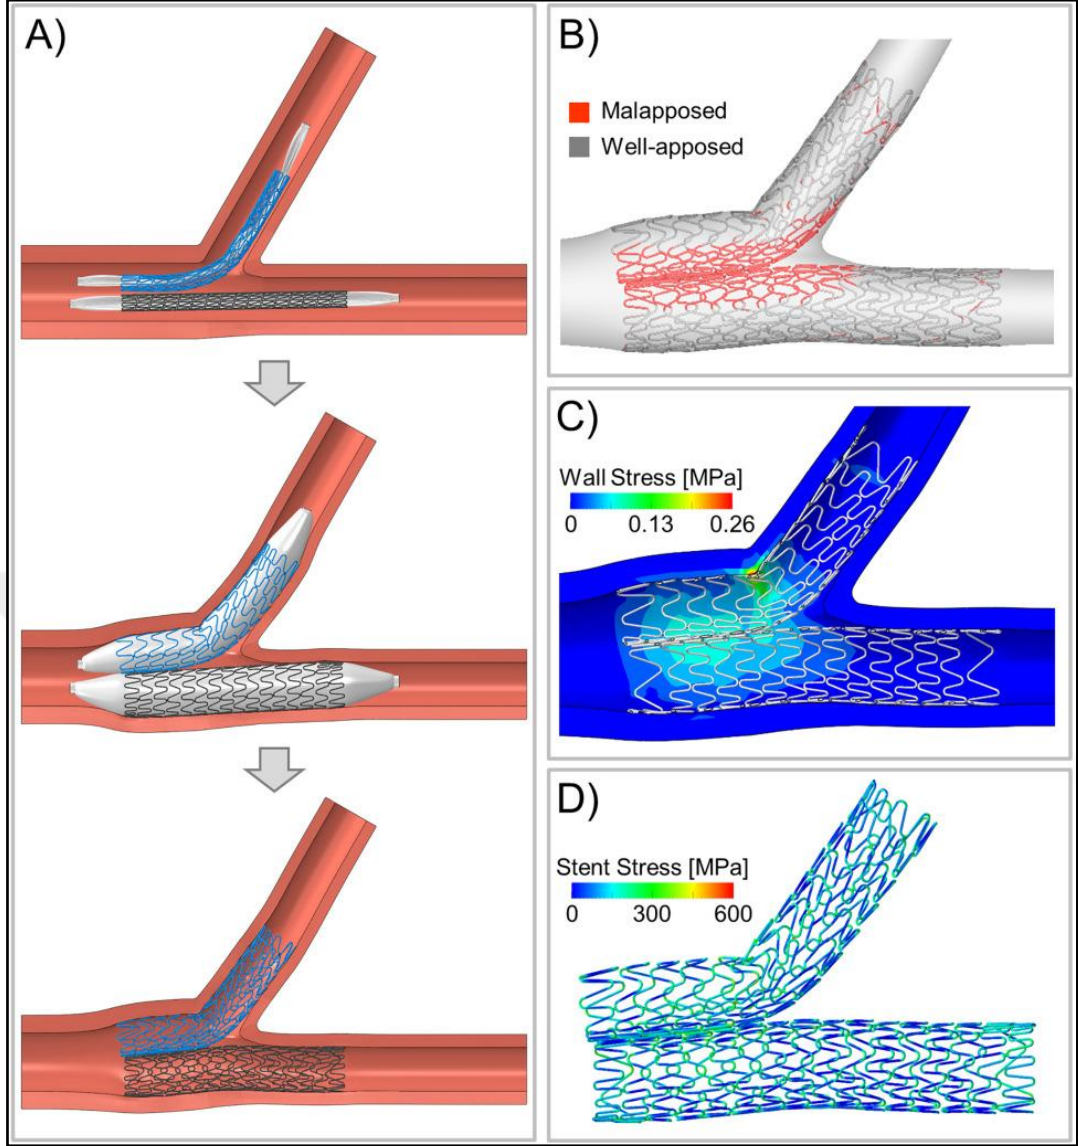 A)
B)
Malapposed
Well-apposed
C)
Wall Stress [MPa]
0 0.13 0.26
D)
Stent Stress [MPa]
0 300 600